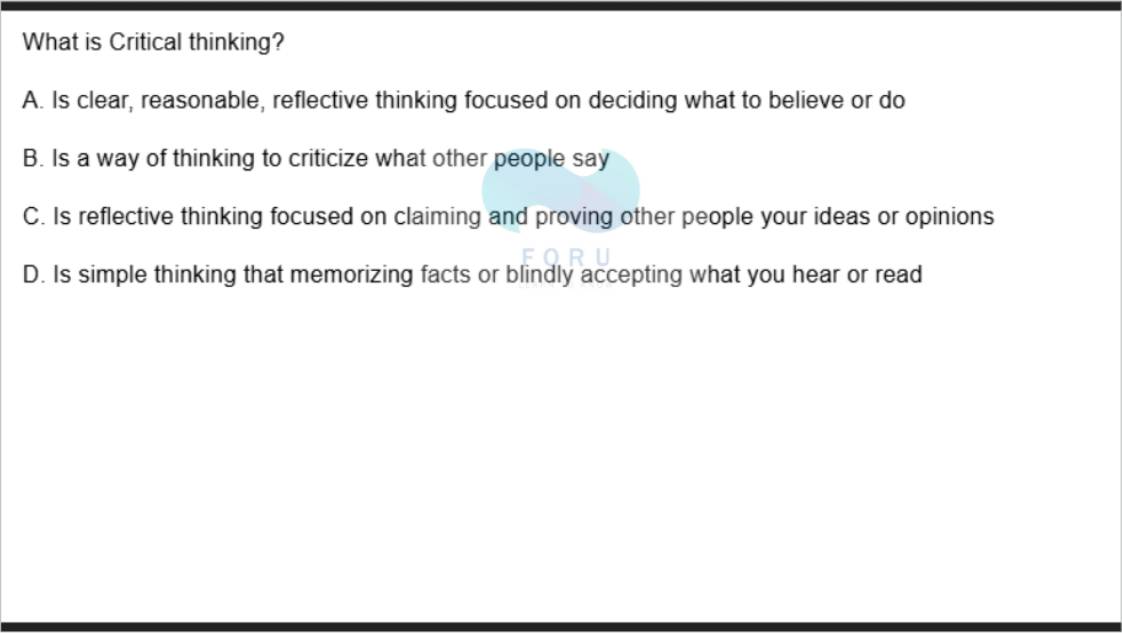 What is Critical thinking?
A. Is clear, reasonable, reflective thinking focused on deciding what to believe or do
B. Is a way of thinking to criticize what other people say
C. Is reflective thinking focused on claiming and proving other people your ideas or opinions
FORU
D. Is simple thinking that memorizing facts or blindly accepting what you hear or read